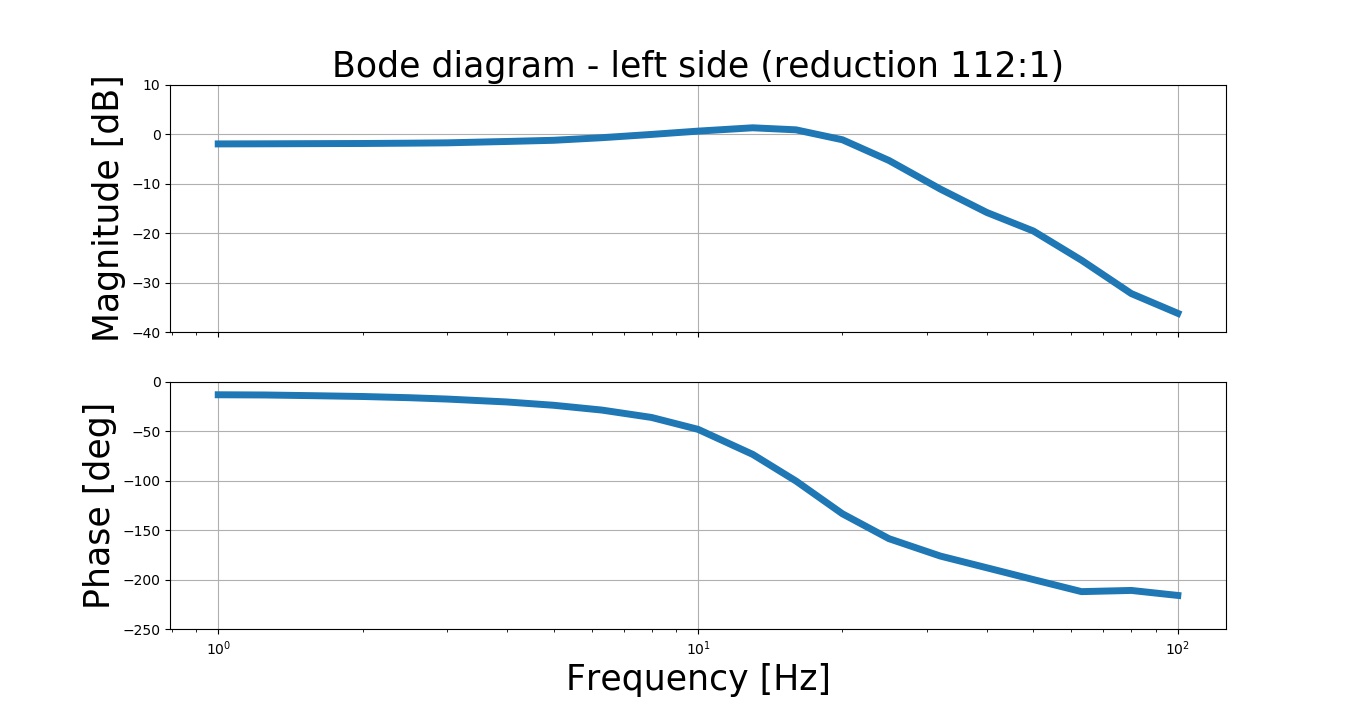 Bode diagram - left side (reduction 112:1)
Magnitude [dB]
10
0
−10
−20
−30
−40
Phase [deg]
0
−50
−100
−150
−200
−250
10⁰ 10¹ 10²
Frequency [Hz]